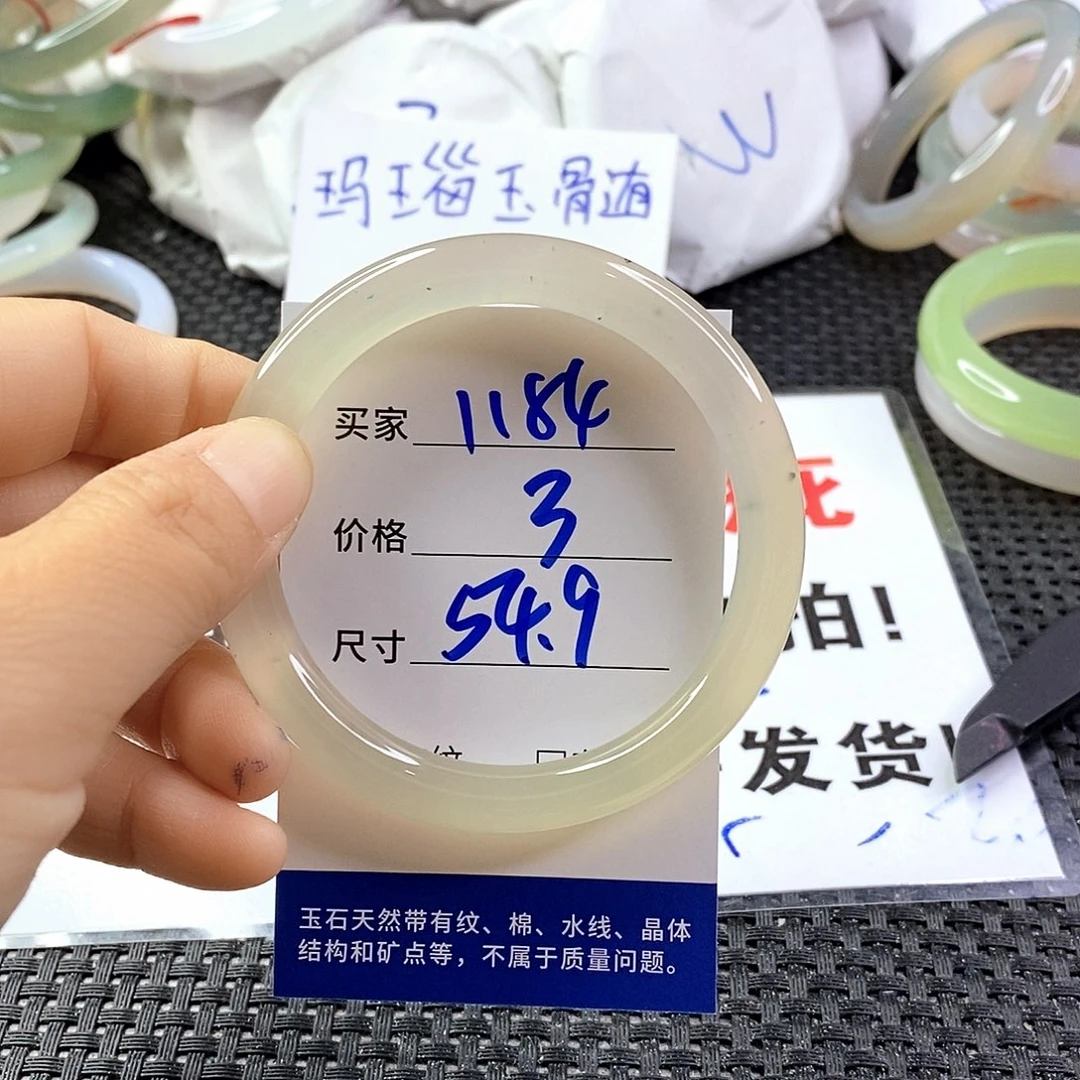 玛瑙玉骨髓
买家 1184
价格 3
尺寸 54.9
死
拍！
发货！
玉石天然带有纹、棉、水线、晶体
结构和矿点等，不属于质量问题。